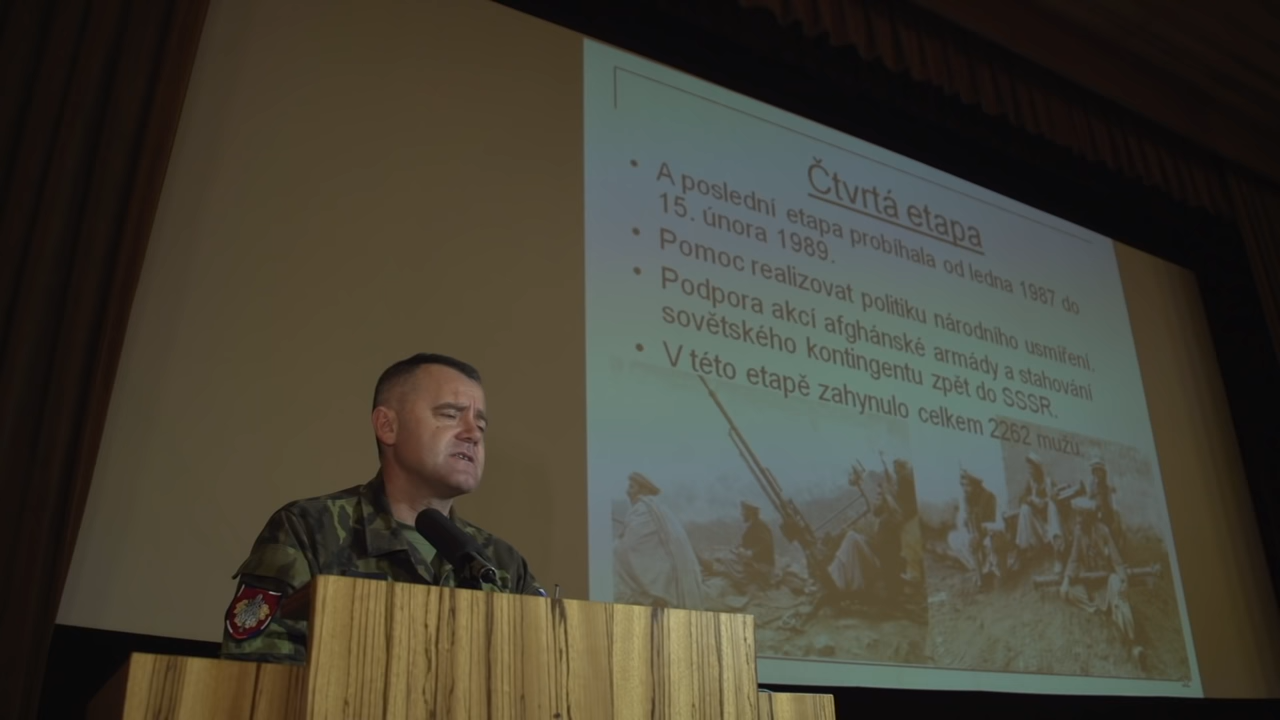 Čtvrtá etapa
• A poslední etapa probíhala od ledna 1987 do
15. února 1989.
• Pomoc realizovat politiku národního usmíření.
• Podpora akcí afghánské armády a stahování
sovětského kontingentu zpět do SSSR.
• V této etapě zahynulo celkem 2262 mužů.